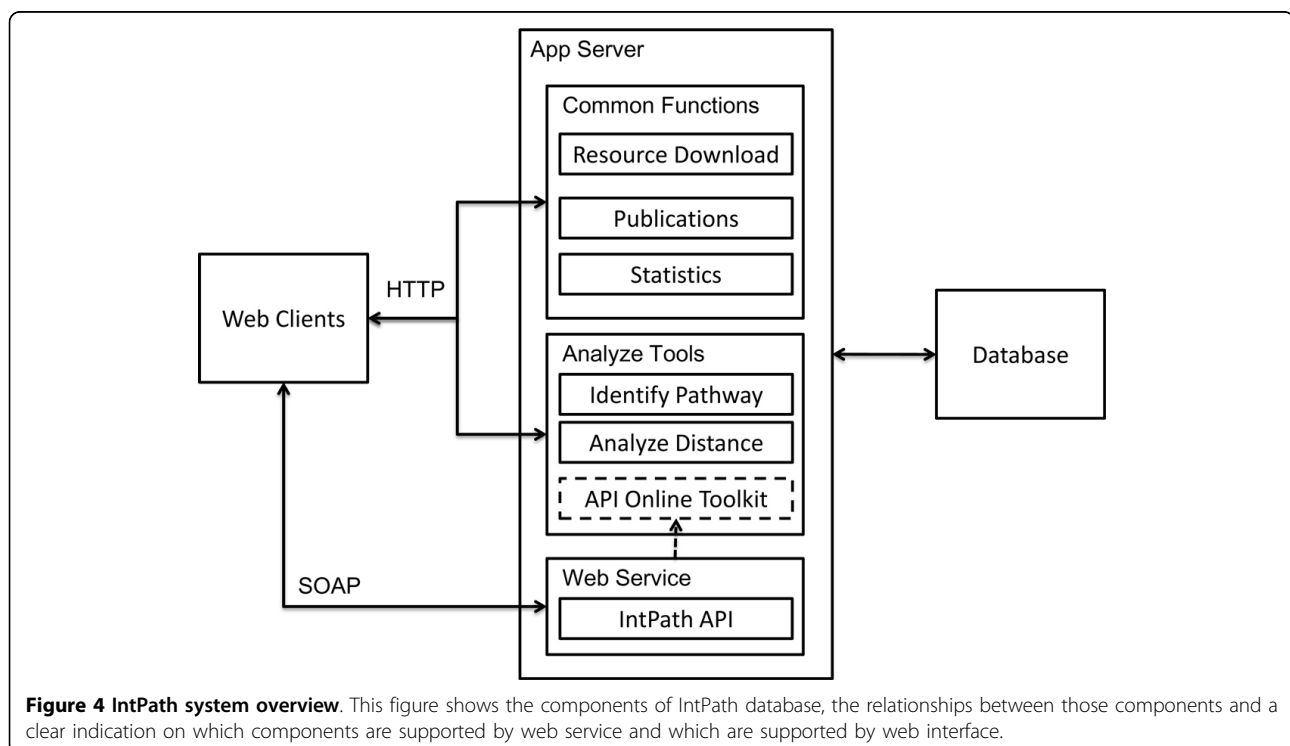 App Server
Common Functions
Resource Download
Publications
Statistics
HTTP
Web Clients
Analyze Tools
Identify Pathway
Analyze Distance
API Online Toolkit
Database
SOAP
Web Service
IntPath API
Figure 4 IntPath system overview. This figure shows the components of IntPath database, the relationships between those components and a
clear indication on which components are supported by web service and which are supported by web interface.